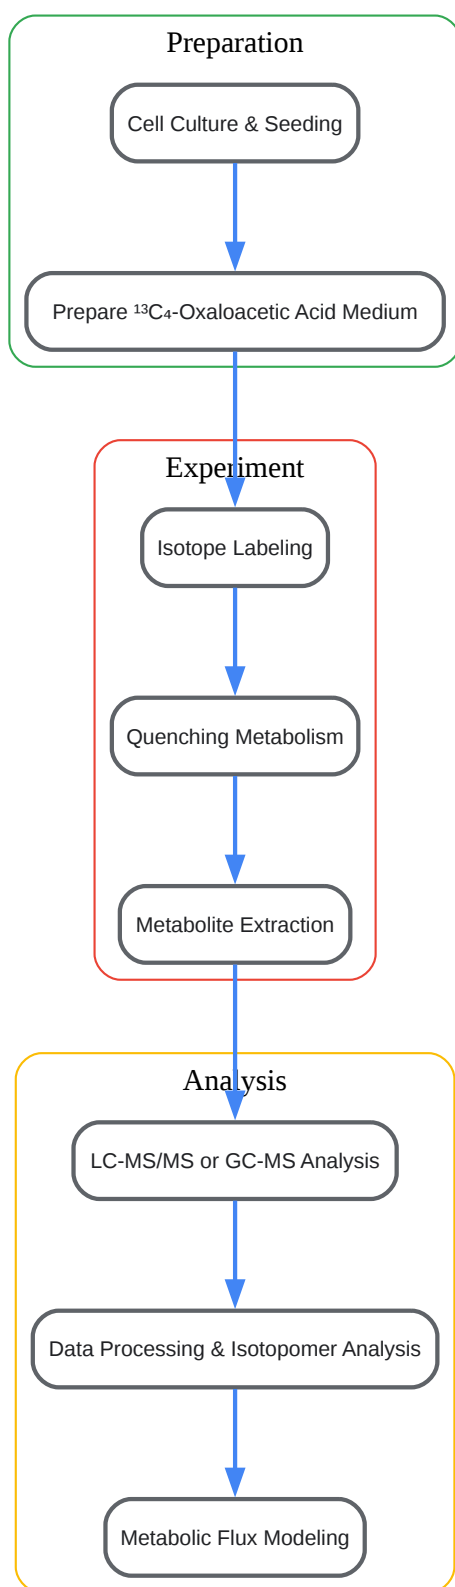 Preparation
Cell Culture & Seeding
Prepare ¹³C₄-Oxaloacetic Acid Medium
Experiment
Isotope Labeling
Quenching Metabolism
Metabolite Extraction
Analysis
LC-MS/MS or GC-MS Analysis
Data Processing & Isotopomer Analysis
Metabolic Flux Modeling